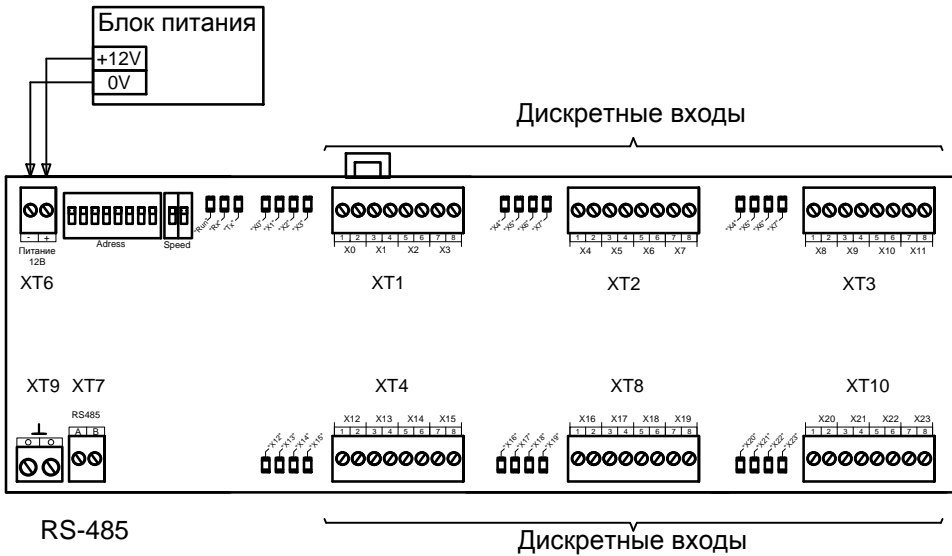 Блок питания
+12V
0V
Дискретные входы
"Run" "Rx" "Tx" "X0" "X1" "X2" "X3" "X4" "X5" "X6" "X7" "X4" "X5" "X6" "X7"
- + 1 2 3 4 5 6 7 8 1 2 3 4 5 6 7 8 1 2 3 4 5 6 7 8
Питание Adress Speed X0 X1 X2 X3 X4 X5 X6 X7 X8 X9 X10 X11
12В
XT6 XT1 XT2 XT3
XT9 XT7 XT4 XT8 XT10
RS485 X12 X13 X14 X15 X16 X17 X18 X19 X20 X21 X22 X23
A B 1 2 3 4 5 6 7 8 1 2 3 4 5 6 7 8 1 2 3 4 5 6 7 8
"X12" "X13" "X14" "X15" "X16" "X17" "X18" "X19" "X20" "X21" "X22" "X23"
RS-485
Дискретные входы